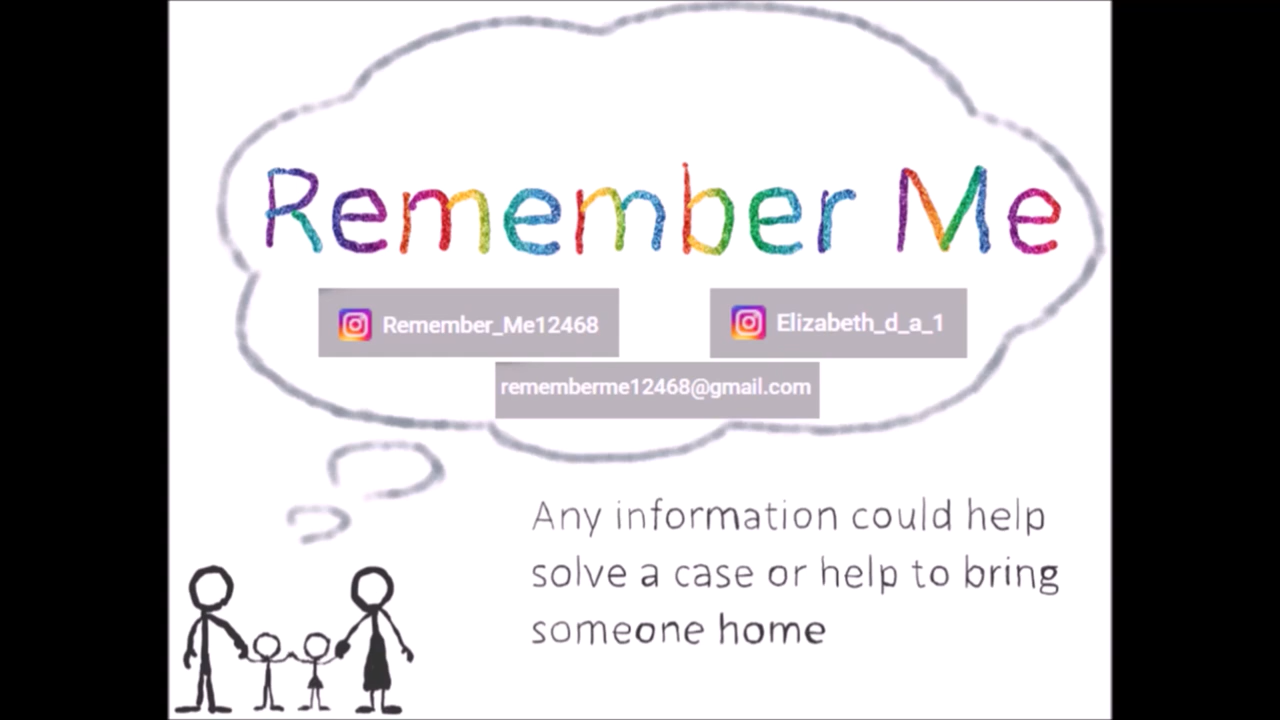 Remember Me
Remember_Me12468
Elizabeth_d_a_1
rememberme12468@gmail.com
Any information could help
solve a case or help to bring
someone home